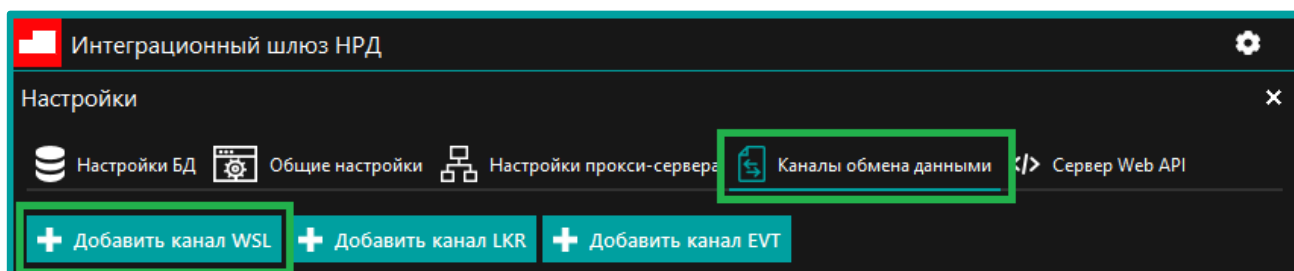 Интеграционный шлюз НРД
Настройки
Настройки БД Общие настройки Настройки прокси-сервера Каналы обмена данными Сервер Web API
Добавить канал WSL Добавить канал LKR Добавить канал EVT